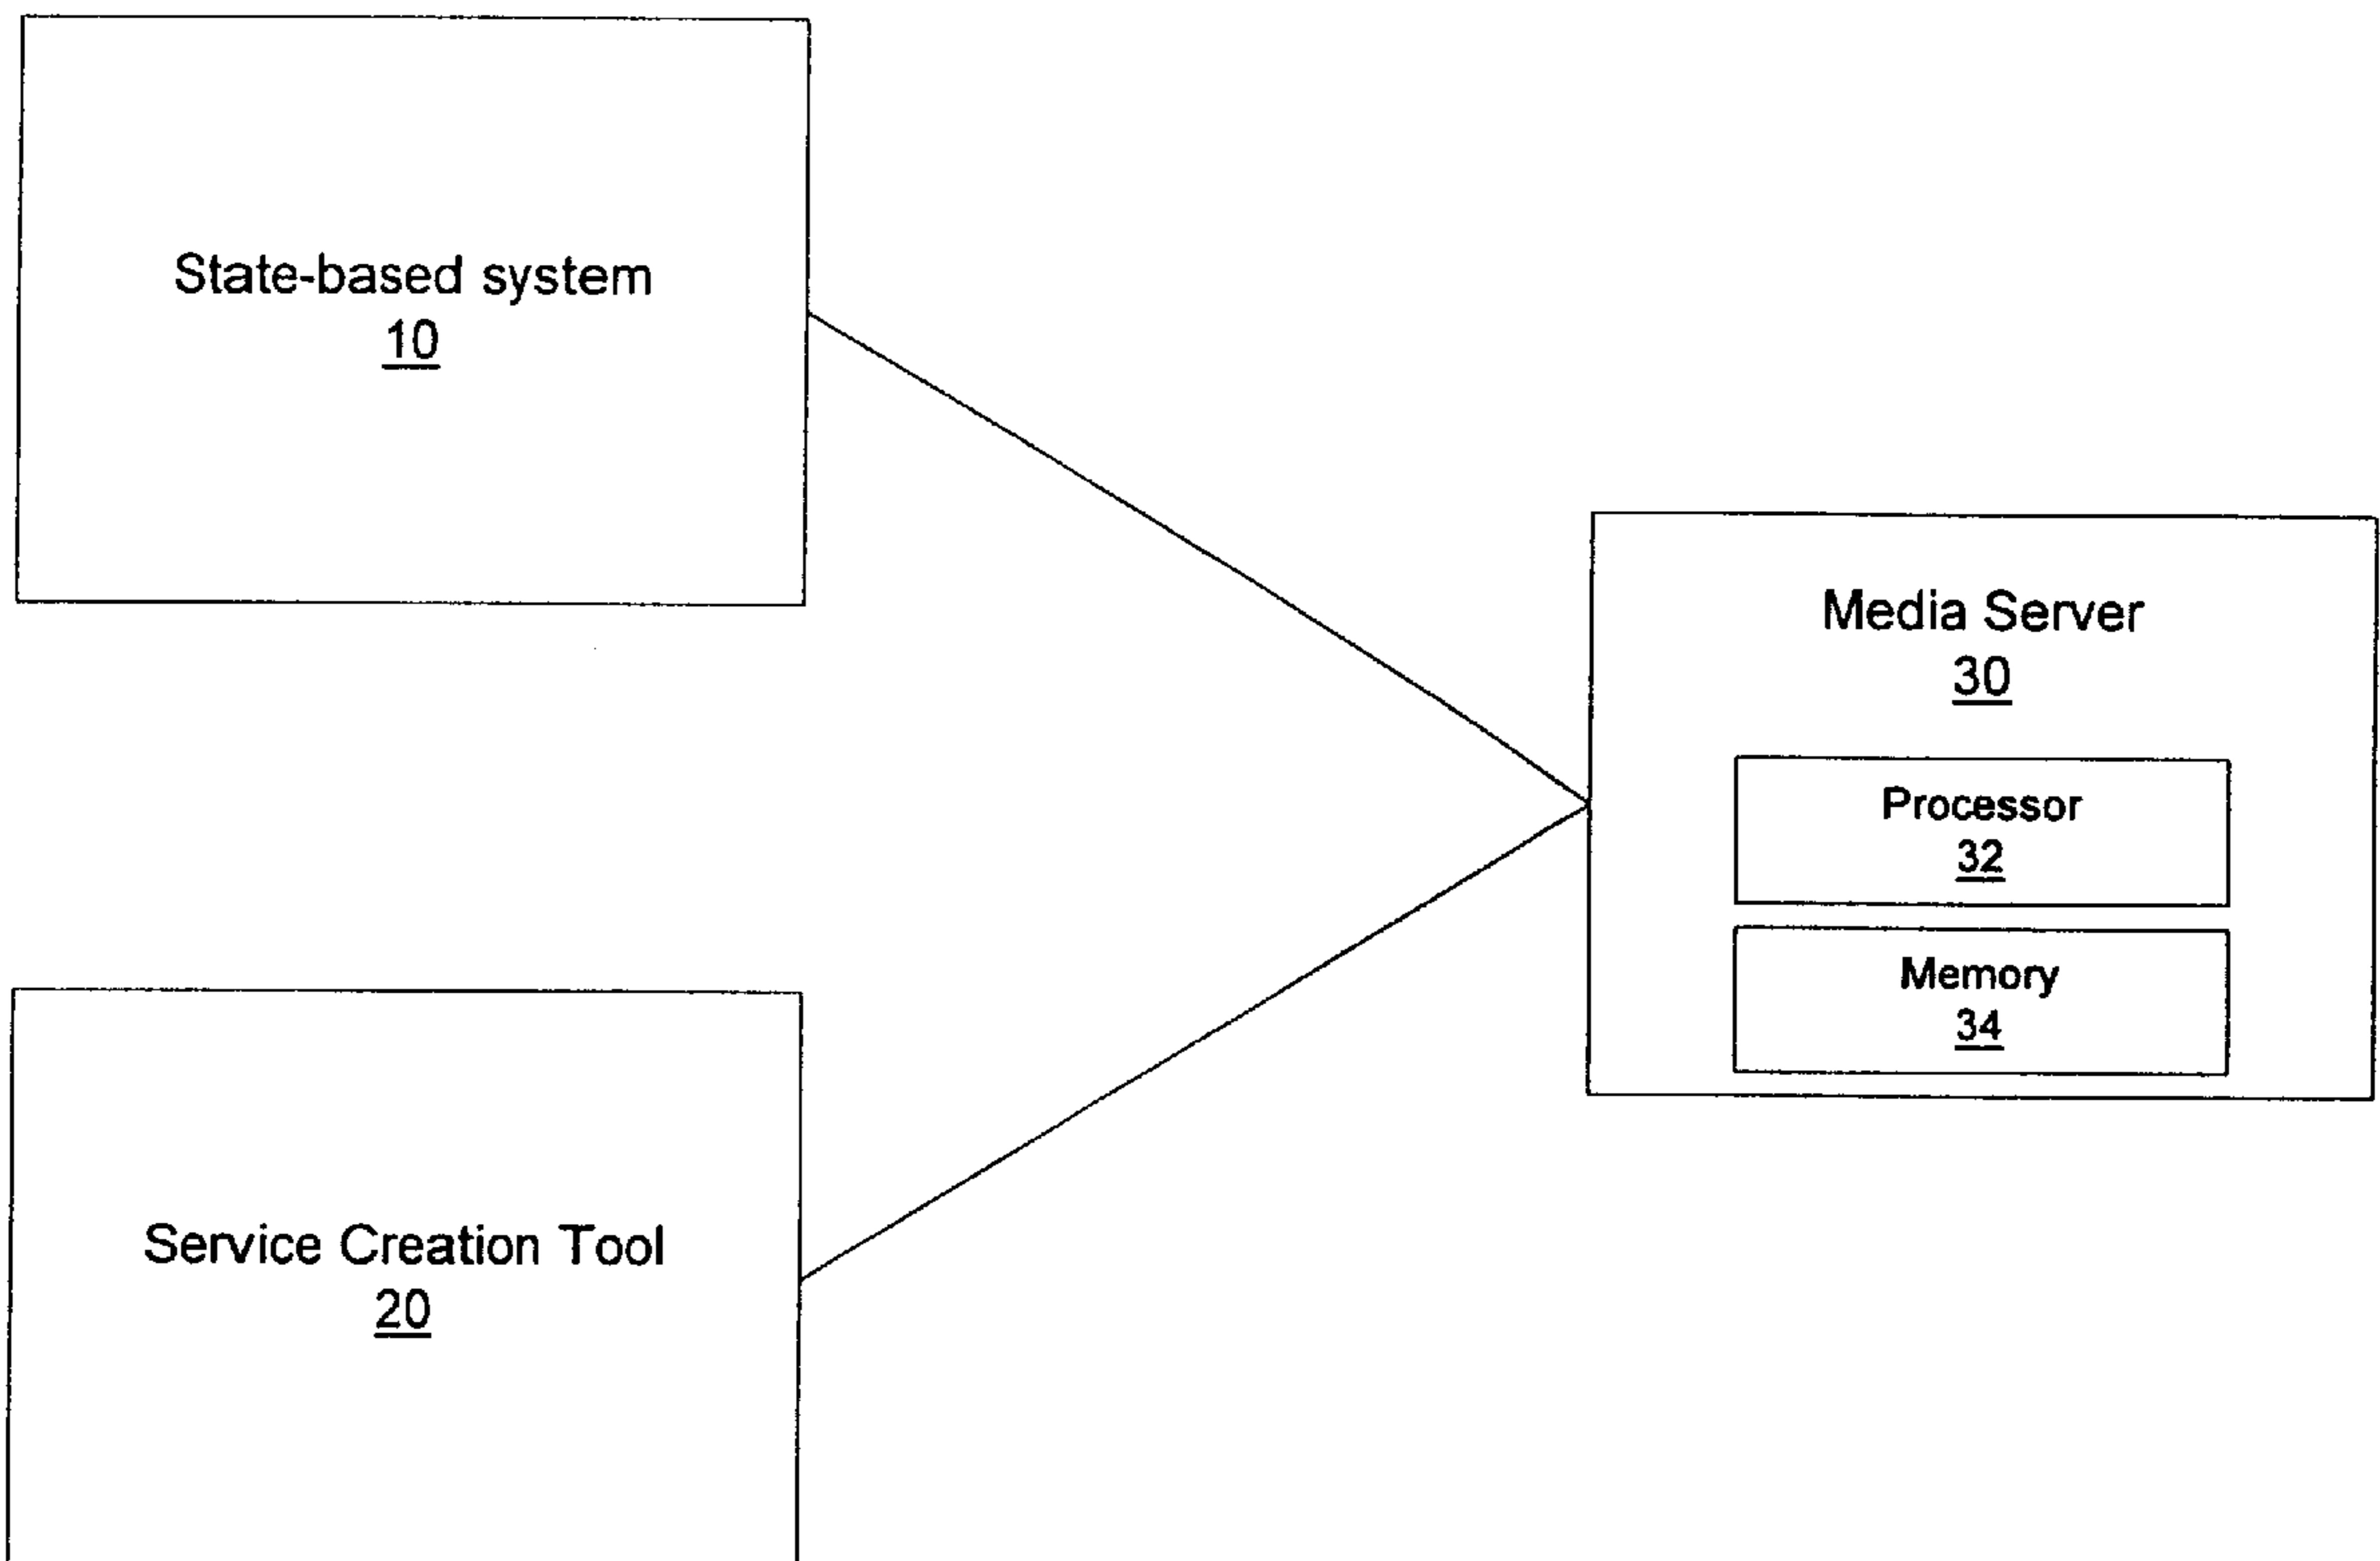 State-based system
10
Media Server
30
Processor
32
Memory
34
Service Creation Tool
20